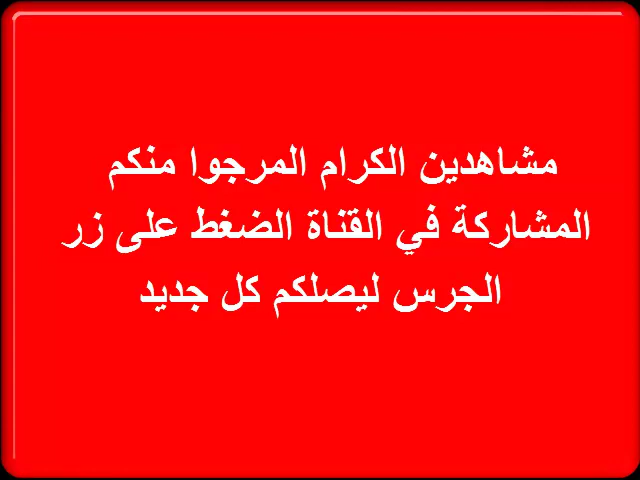 مشاهدين الكرام المرجوا منكم
المشاركة في القناة الضغط على زر
الجرس ليصلكم كل جديد